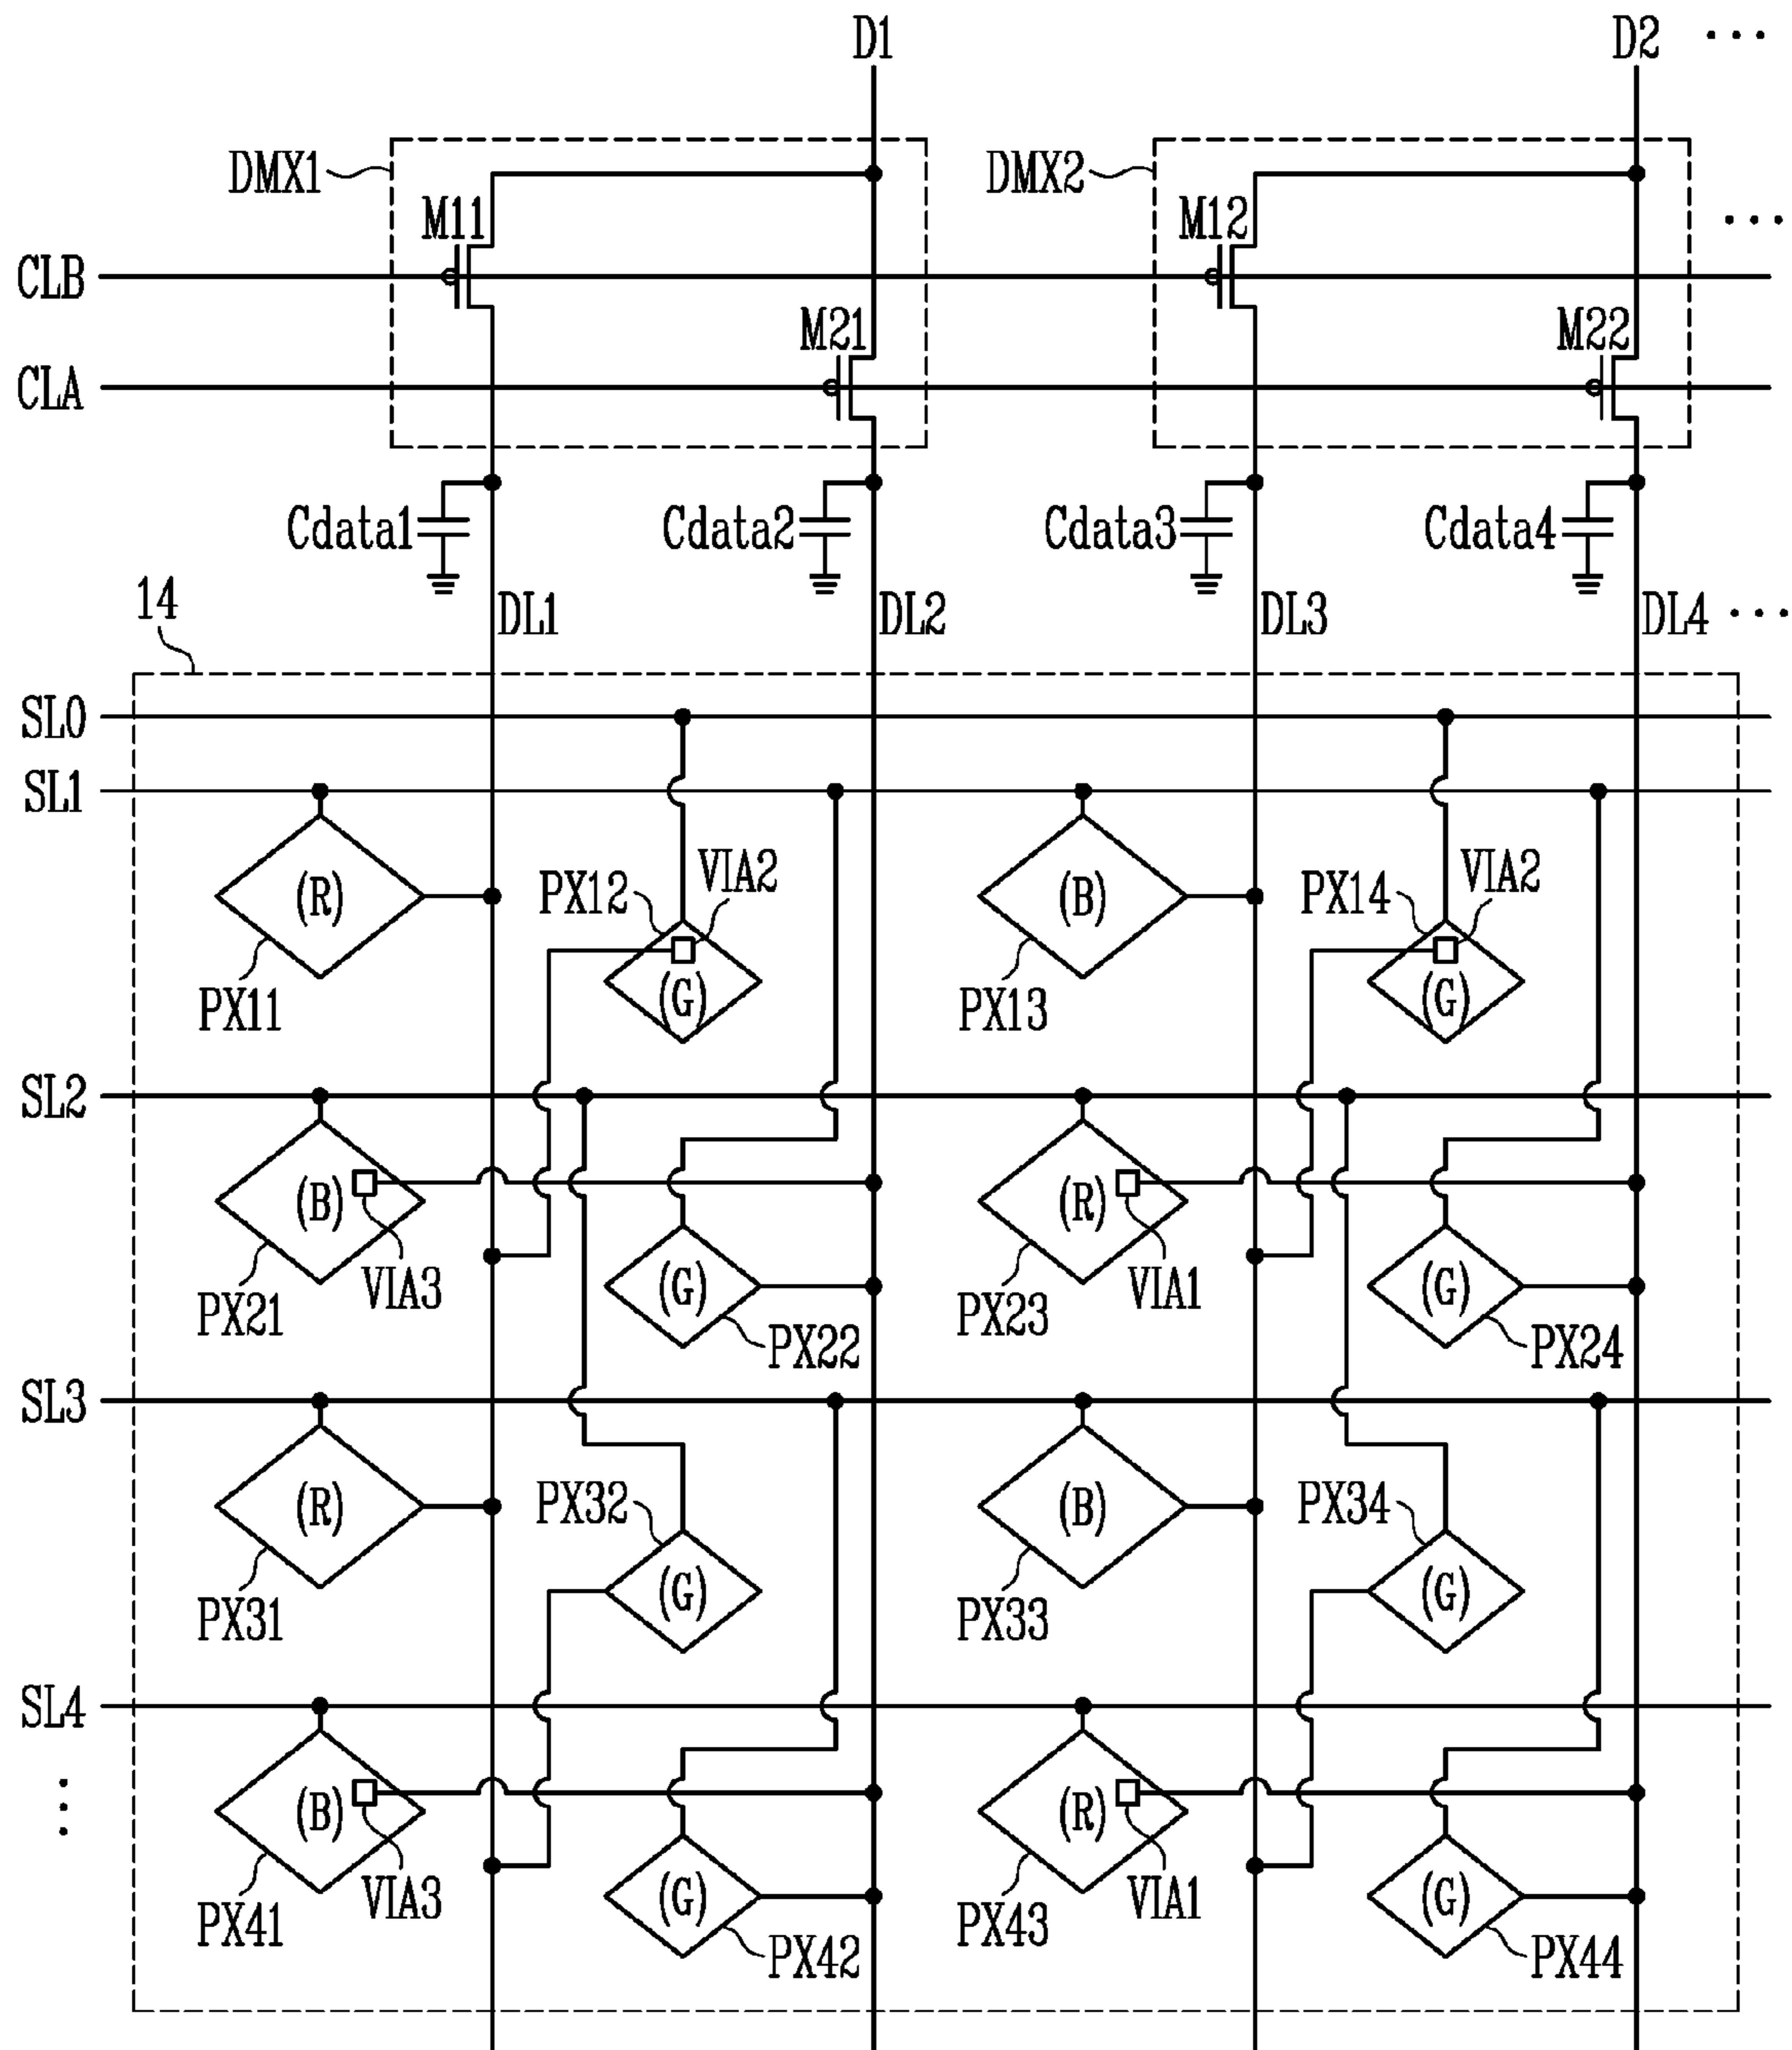 D1 D2 ···
DMX1 DMX2
M11 M12 ···
CLB
M21 M22
CLA
Cdata1 Cdata2 Cdata3 Cdata4
14
DL1 DL2 DL3 DL4 ···
SL0
SL1
(R) PX12 VIA2 (B) PX14 VIA2
PX11 (G) PX13 (G)
SL2
(B) (R)
PX21 VIA3 (G) PX23 VIA1 (G)
PX22 PX24
SL3
(R) PX32 (B) PX34
PX31 (G) PX33 (G)
SL4
(B) (R)
PX41 VIA3 (G) PX43 VIA1 (G)
PX42 PX44